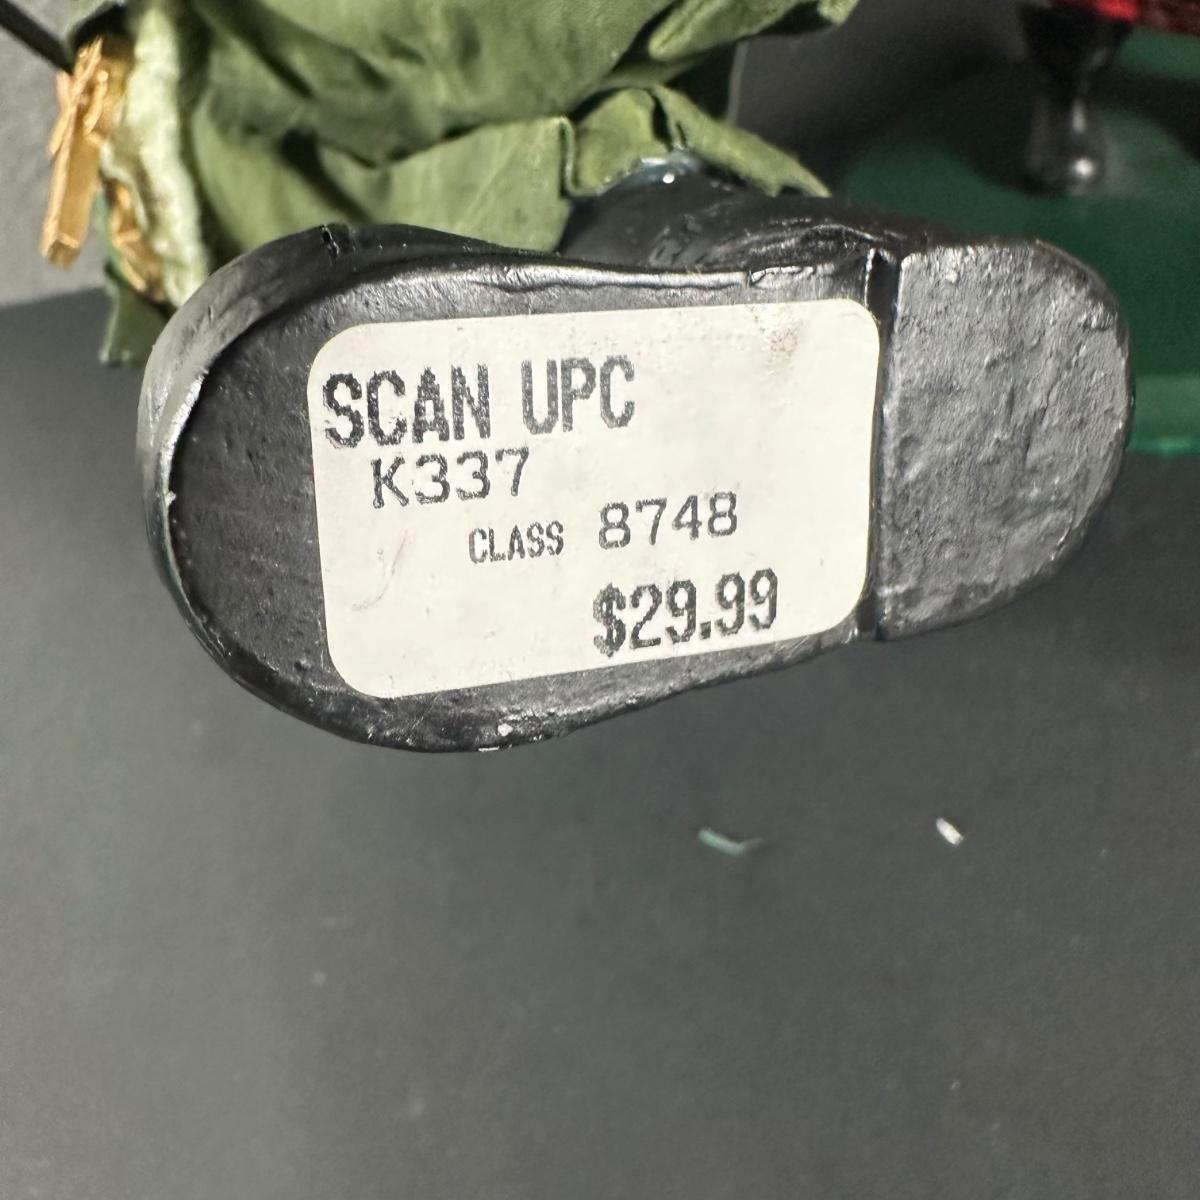 SCAN UPC
K337
CLASS 8748
$29.99